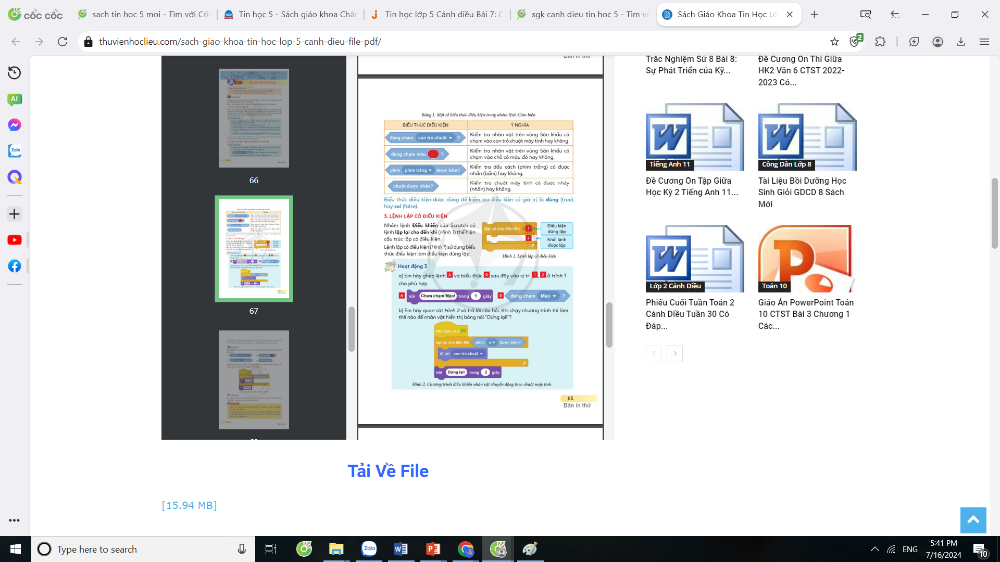 cốc cốc
sach tin hoc 5 moi - Tìm với Cốc
Tin học 5 - Sách giáo khoa Chân
Tin học lớp 5 Cánh diều Bài 7: C
sgk canh dieu tin hoc 5 - Tìm vớ
Sách Giáo Khoa Tin Học Lớ
thuvienhoclieu.com/sach-giao-khoa-tin-hoc-lop-5-canh-dieu-file-pdf/
2
AI
Zalo
66
67
Bản in thử
Bảng 1. Một số biểu thức điều kiện trong nhóm lệnh Cảm biến
BIỂU THỨC ĐIỀU KIỆN
Ý NGHĨA
đang chạm con trỏ chuột ?
Kiểm tra nhân vật trên vùng Sân khấu có
chạm vào con trỏ chuột máy tính hay không.
đang chạm màu ?
Kiểm tra nhân vật trên vùng Sân khấu có
chạm vào chỗ có màu đỏ hay không.
phím phím trắng được bấm?
Kiểm tra dấu cách (phím trắng) có được
nhấn (bấm) hay không.
chuột được nhấn?
Kiểm tra chuột máy tính có được nháy
(nhấn) hay không.
Biểu thức điều kiện được dùng để kiểm tra điều kiện có giá trị là đúng (true)
hay sai (false).
3. LỆNH LẶP CÓ ĐIỀU KIỆN
Nhóm lệnh Điều khiển của Scratch có
lệnh lặp lại cho đến khi (Hình 1) thể hiện
cấu trúc lặp có điều kiện.
Lệnh lặp có điều kiện (Hình 1) sử dụng biểu
thức điều kiện làm điều kiện dừng lặp.
lặp lại cho đến khi 1
2
Điều kiện
dừng lặp
Khối lệnh
được lặp
Hình 1. Lệnh lặp có điều kiện
Hoạt động 3
a) Em hãy ghép lệnh A và biểu thức B sau đây vào vị trí 1, 2 ở Hình 1
cho phù hợp.
A nói Chưa chạm Mèo! trong 1 giây B đang chạm Mèo ?
b) Em hãy quan sát Hình 2 và trả lời câu hỏi: Khi chạy chương trình thì làm
thế nào để nhân vật hiển thị bóng nói "Dừng lại!"?
Khi bấm vào
lặp lại cho đến khi phím s được bấm?
đi tới con trỏ chuột
nói Dừng lại! trong 2 giây
Hình 2. Chương trình điều khiển nhân vật chuyển động theo chuột máy tính
65
Bản in thử
Trắc Nghiệm Sử 8 Bài 8:
Sự Phát Triển của Kỹ...
Đề Cương Ôn Thi Giữa
HK2 Văn 6 CTST 2022-
2023 Có...
Tiếng Anh 11
Đề Cương Ôn Tập Giữa
Học Kỳ 2 Tiếng Anh 11...
Công Dân Lớp 8
Tài Liệu Bồi Dưỡng Học
Sinh Giỏi GDCD 8 Sách
Mới
Lớp 2 Cánh Diều
Phiếu Cuối Tuần Toán 2
Cánh Diều Tuần 30 Có
Đáp...
Toán 10
Giáo Án PowerPoint Toán
10 CTST Bài 3 Chương 1
Các...
Tải Về File
[15.94 MB]
Type here to search
Zalo
ENG
5:41 PM
7/16/2024
10